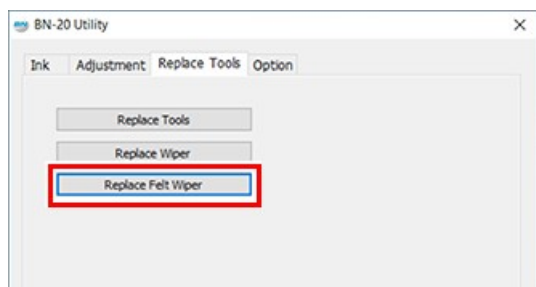 BN-20 Utility
Ink Adjustment Replace Tools Option
Replace Tools
Replace Wiper
Replace Felt Wiper